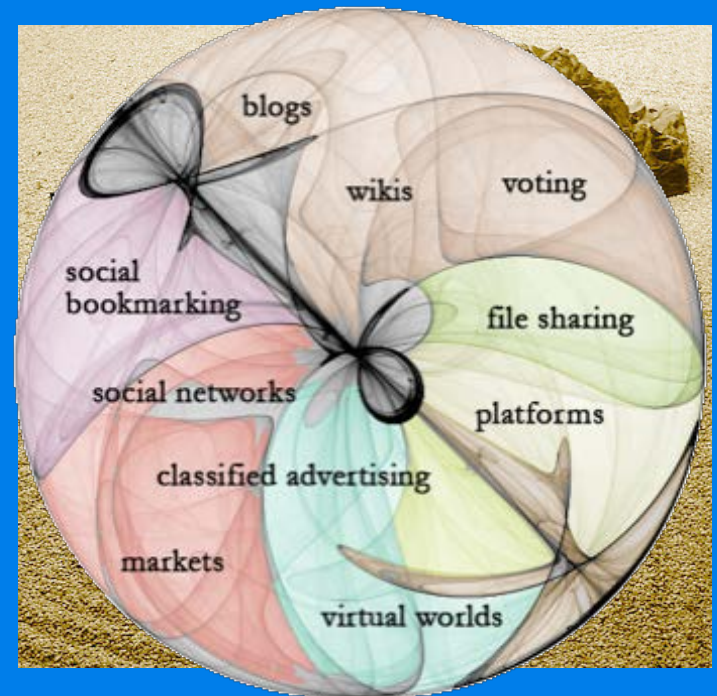 blogs
wikis
voting
social
bookmarking
file sharing
social networks
platforms
classified advertising
markets
virtual worlds